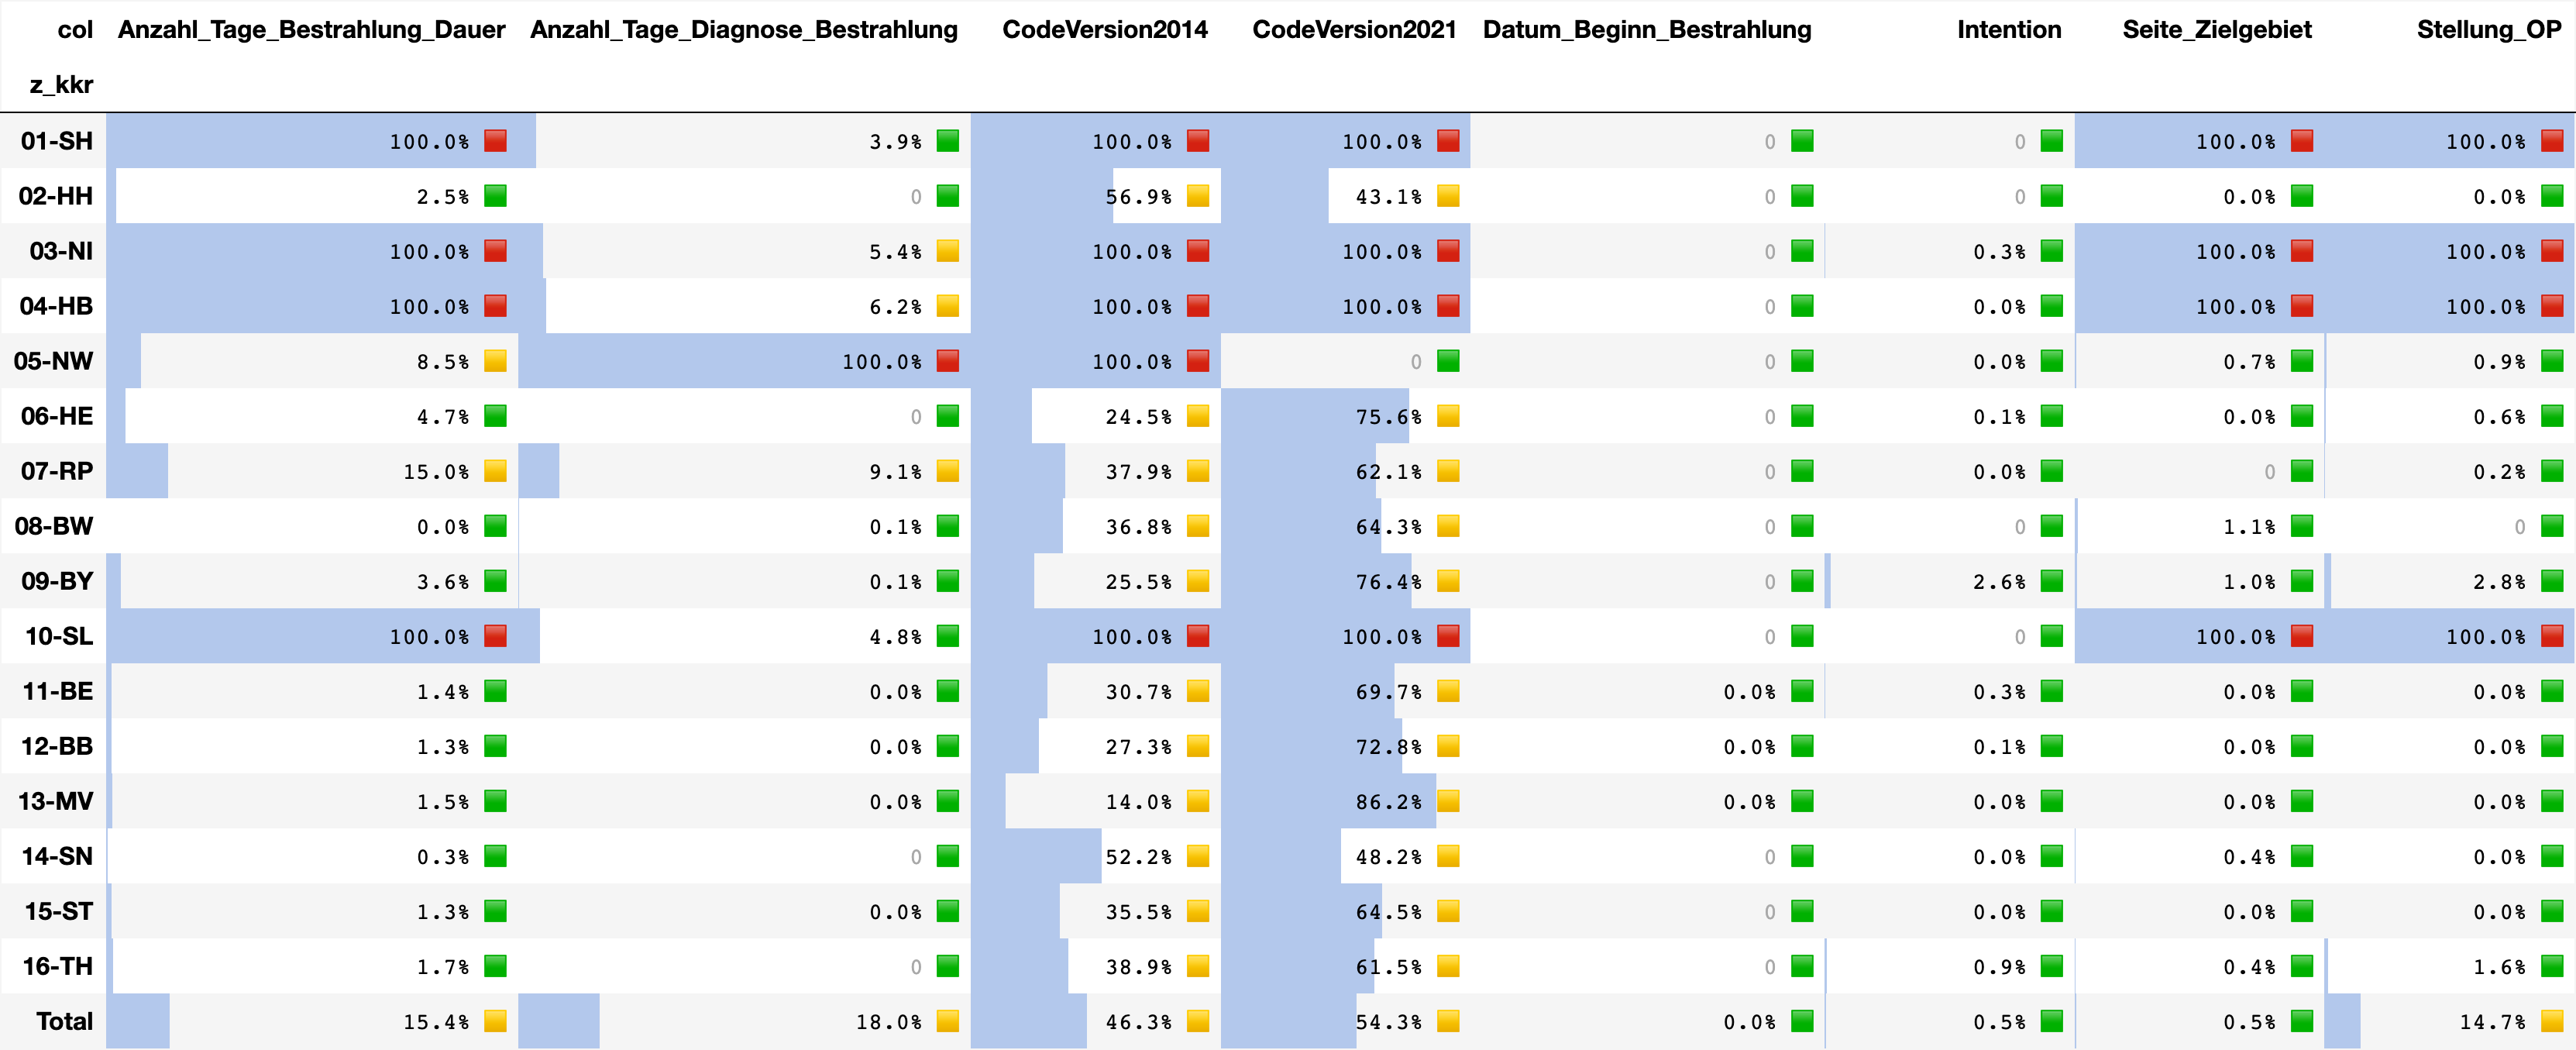 col Anzahl_Tage_Bestrahlung_Dauer Anzahl_Tage_Diagnose_Bestrahlung CodeVersion2014 CodeVersion2021 Datum_Beginn_Bestrahlung Intention Seite_Zielgebiet Stellung_OP
z_kkr
01-SH 100.0% 3.9% 100.0% 100.0% 0 0 100.0% 100.0%
02-HH 2.5% 0 56.9% 43.1% 0 0 0.0% 0.0%
03-NI 100.0% 5.4% 100.0% 100.0% 0 0.3% 100.0% 100.0%
04-HB 100.0% 6.2% 100.0% 100.0% 0 0.0% 100.0% 100.0%
05-NW 8.5% 100.0% 100.0% 0 0 0.0% 0.7% 0.9%
06-HE 4.7% 0 24.5% 75.6% 0 0.1% 0.0% 0.6%
07-RP 15.0% 9.1% 37.9% 62.1% 0 0.0% 0 0.2%
08-BW 0.0% 0.1% 36.8% 64.3% 0 0 1.1% 0
09-BY 3.6% 0.1% 25.5% 76.4% 0 2.6% 1.0% 2.8%
10-SL 100.0% 4.8% 100.0% 100.0% 0 0 100.0% 100.0%
11-BE 1.4% 0.0% 30.7% 69.7% 0.0% 0.3% 0.0% 0.0%
12-BB 1.3% 0.0% 27.3% 72.8% 0.0% 0.1% 0.0% 0.0%
13-MV 1.5% 0.0% 14.0% 86.2% 0.0% 0.0% 0.0% 0.0%
14-SN 0.3% 0 52.2% 48.2% 0 0.0% 0.4% 0.0%
15-ST 1.3% 0.0% 35.5% 64.5% 0 0.0% 0.0% 0.0%
16-TH 1.7% 0 38.9% 61.5% 0 0.9% 0.4% 1.6%
Total 15.4% 18.0% 46.3% 54.3% 0.0% 0.5% 0.5% 14.7%